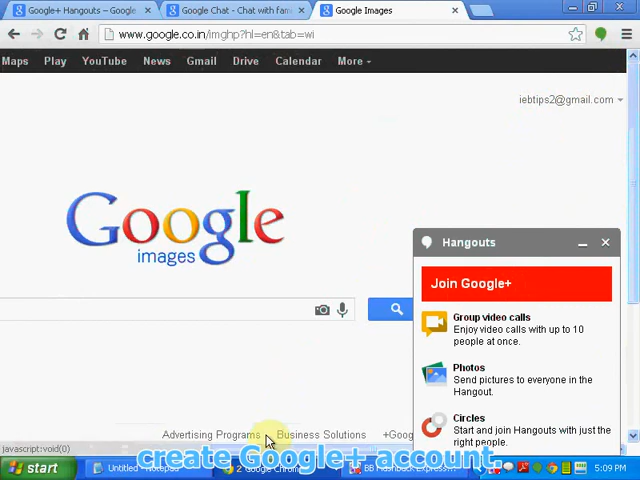 Google+ Hangouts – Google
Google Chat - Chat with fam
Google Images
www.google.co.in/imghp?hl=en&tab=wi
Maps Play YouTube News Gmail Drive Calendar More
iebtips2@gmail.com
Google
images
Hangouts
Join Google+
Group video calls
Enjoy video calls with up to 10
people at once.
Photos
Send pictures to everyone in the
Hangout.
Circles
Start and join Hangouts with just the
right people.
Advertising Programs Business Solutions +Goog
javascript:void(0)
create Google+ account.
start Untitled - Notepad 2 Google Chrome BB FlashBack Express 5:09 PM